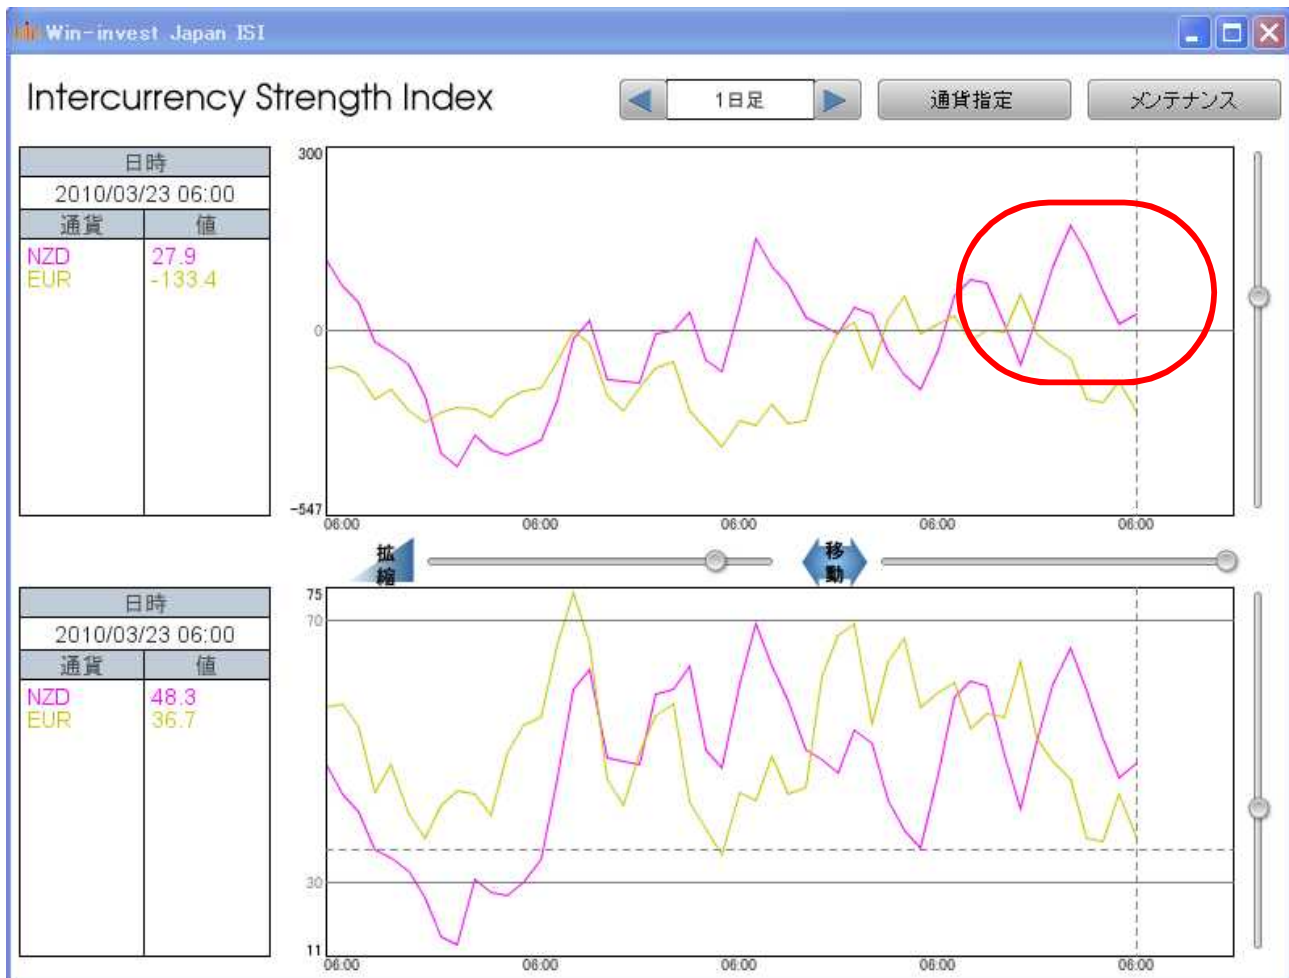 Win-invest Japan ISI
Intercurrency Strength Index
1日足
通貨指定
メンテナンス
日時
2010/03/23 06:00
通貨 値
NZD 27.9
EUR -133.4
300
0
-547
06:00 06:00 06:00 06:00 06:00
拡縮
移動
日時
2010/03/23 06:00
通貨 値
NZD 48.3
EUR 36.7
75
70
30
11
06:00 06:00 06:00 06:00 06:00